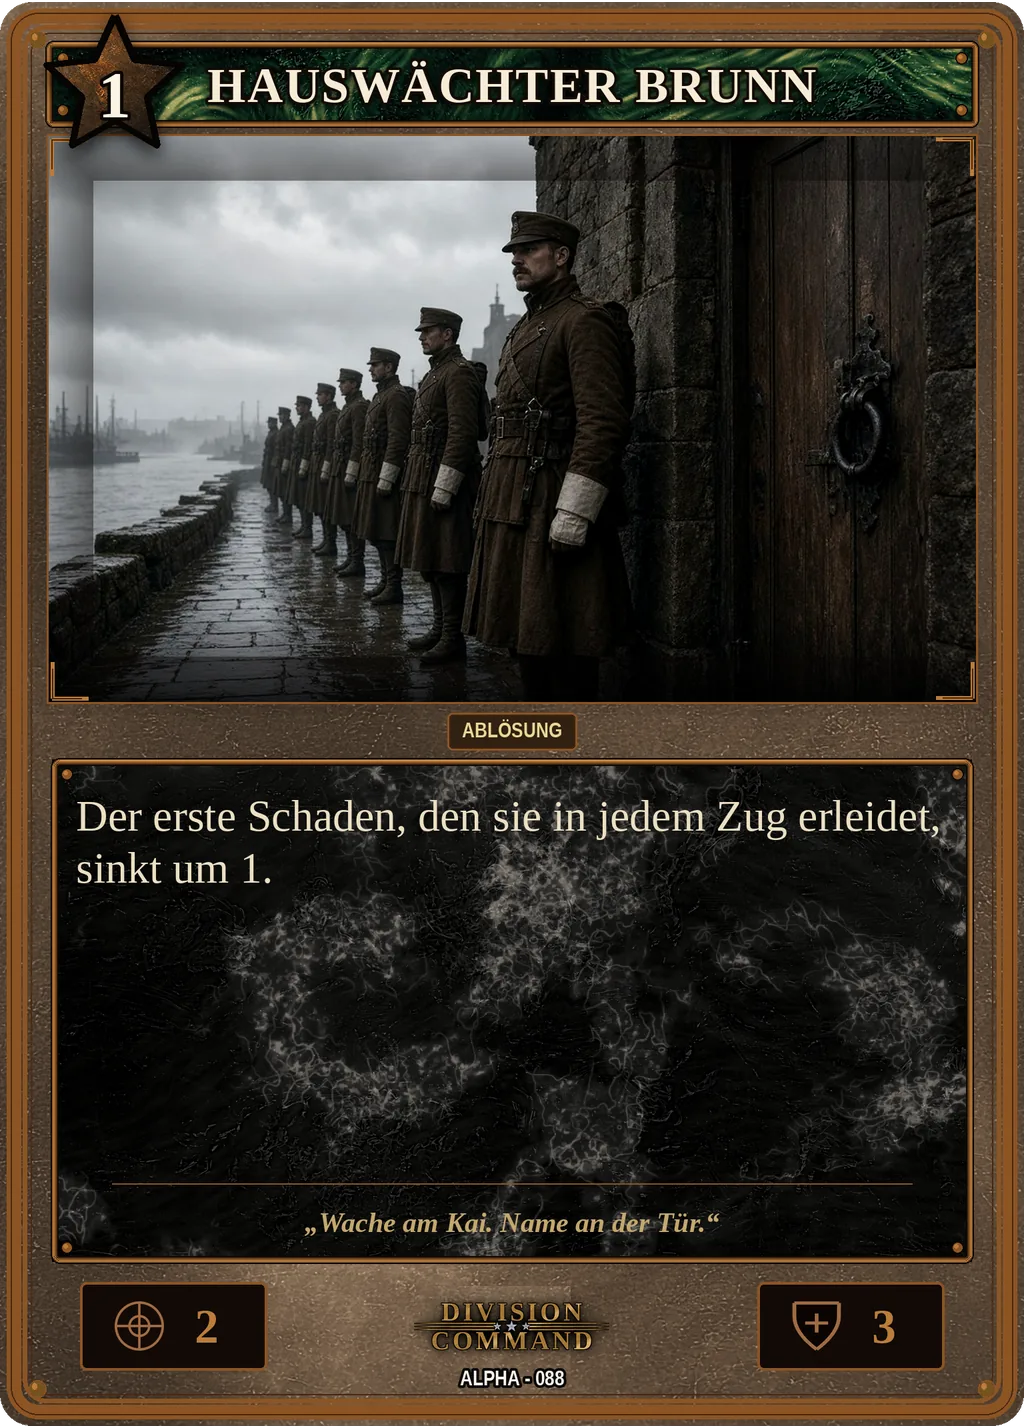 1
HAUSWÄCHTER BRUNN
ABLÖSUNG
Der erste Schaden, den sie in jedem Zug erleidet,
sinkt um 1.
„Wache am Kai. Name an der Tür.“
2
DIVISION
COMMAND
3
ALPHA - 088